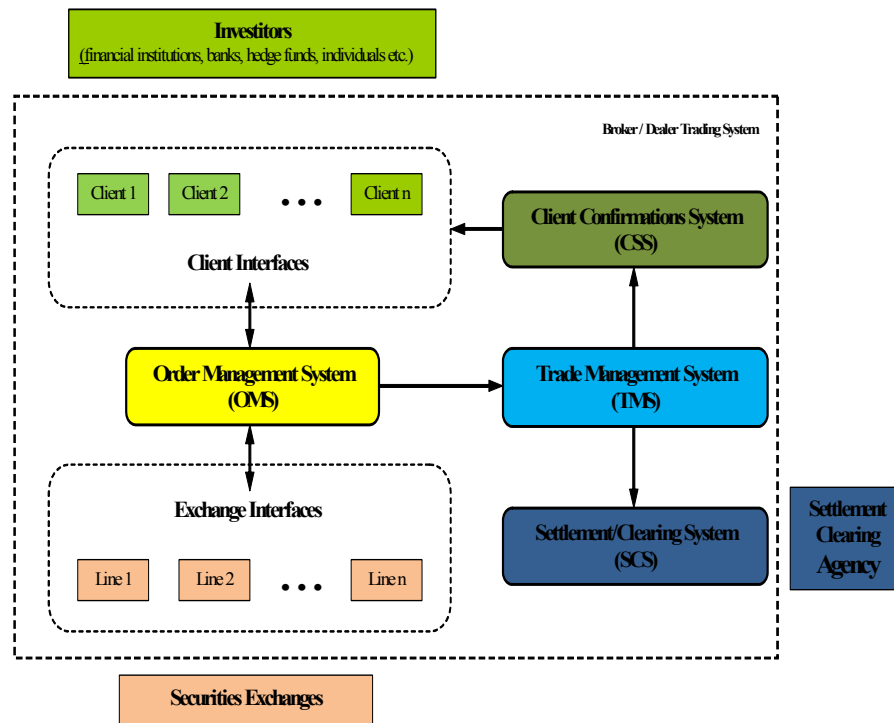 Investitors
(financial institutions, banks, hedge funds, individuals etc.)
Broker / Dealer Trading System
Client 1
Client 2
• • •
Client n
Client Interfaces
Client Confirmations System
(CSS)
Order Management System
(OMS)
Trade Management System
(TMS)
Exchange Interfaces
Line 1
Line 2
• • •
Line n
Settlement/Clearing System
(SCS)
Settlement
Clearing
Agency
Securities Exchanges